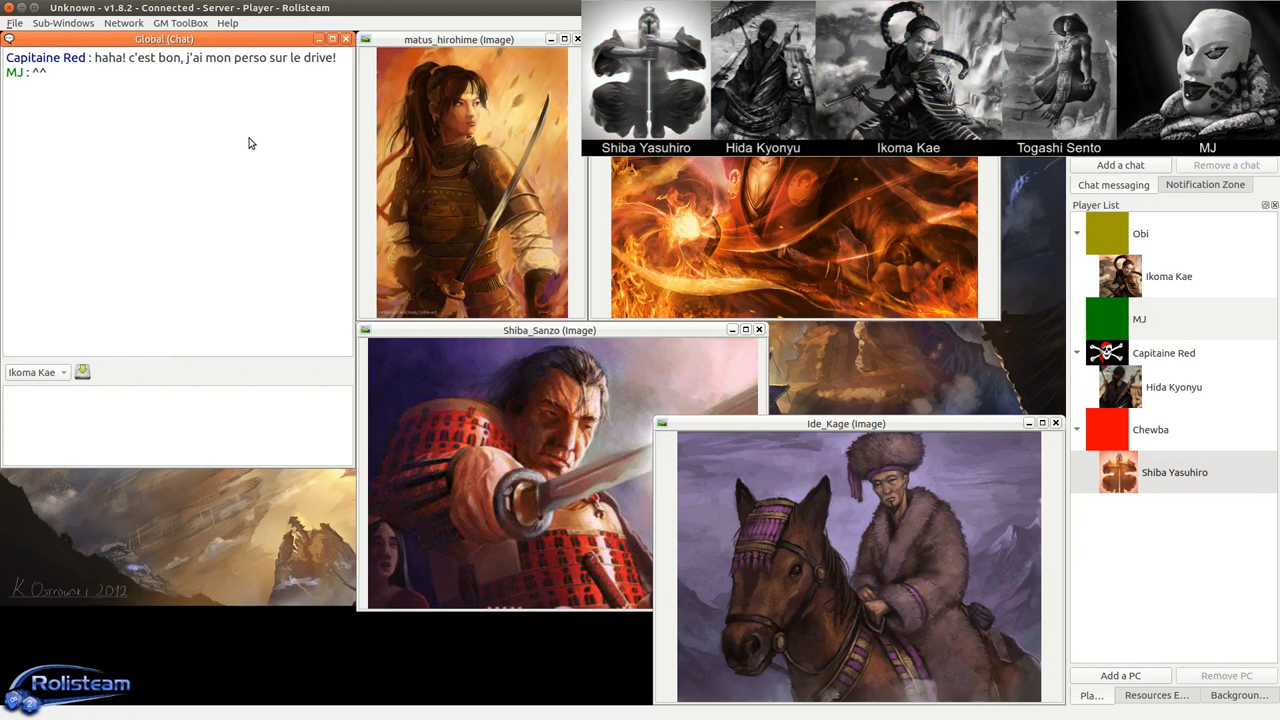 Unknown - v1.8.2 - Connected - Server - Player - Rolisteam
File Sub-Windows Network GM ToolBox Help
Global (Chat)
Capitaine Red : haha! c'est bon, j'ai mon perso sur le drive!
MJ : ^^
Ikoma Kae
matus_hirohime (Image)
Shiba_Sanzo (Image)
Ide_Kage (Image)
Shiba Yasuhiro
Hida Kyonyu
Ikoma Kae
Togashi Sento
MJ
Add a chat
Remove a chat
Chat messaging
Notification Zone
Player List
Obi
Ikoma Kae
MJ
Capitaine Red
Hida Kyonyu
Chewba
Shiba Yasuhiro
Add a PC
Remove PC
Pla...
Resources E...
Backgroun...
K OSTROWSKI 2012
Rolisteam